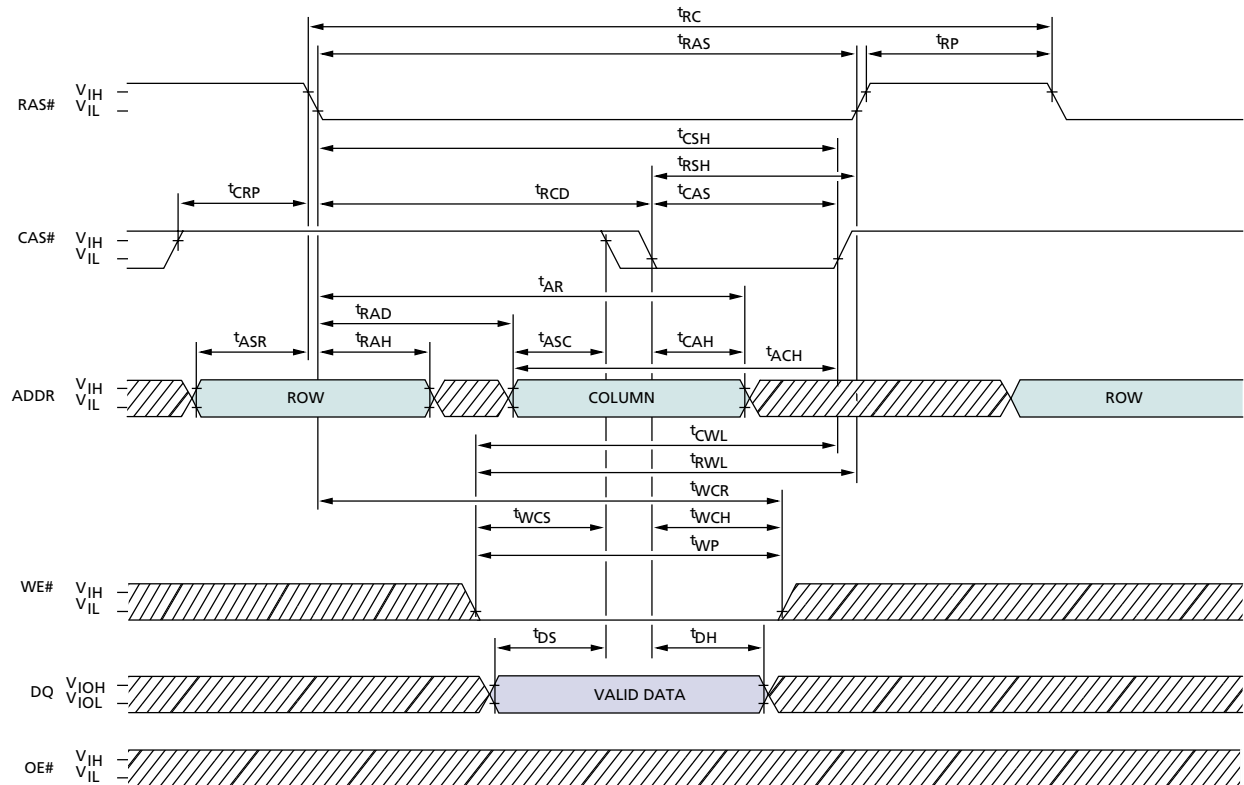 tRC
tRAS
tRP
RAS# VIH
VIL
tCSH
tRSH
tCRP
tRCD
tCAS
CAS# VIH
VIL
tAR
tRAD
tASR
tRAH
tASC
tCAH
tACH
ADDR VIH
VIL
ROW
COLUMN
ROW
tCWL
tRWL
tWCR
tWCS
tWCH
tWP
WE# VIH
VIL
tDS
tDH
DQ VIOH
VIOL
VALID DATA
OE# VIH
VIL